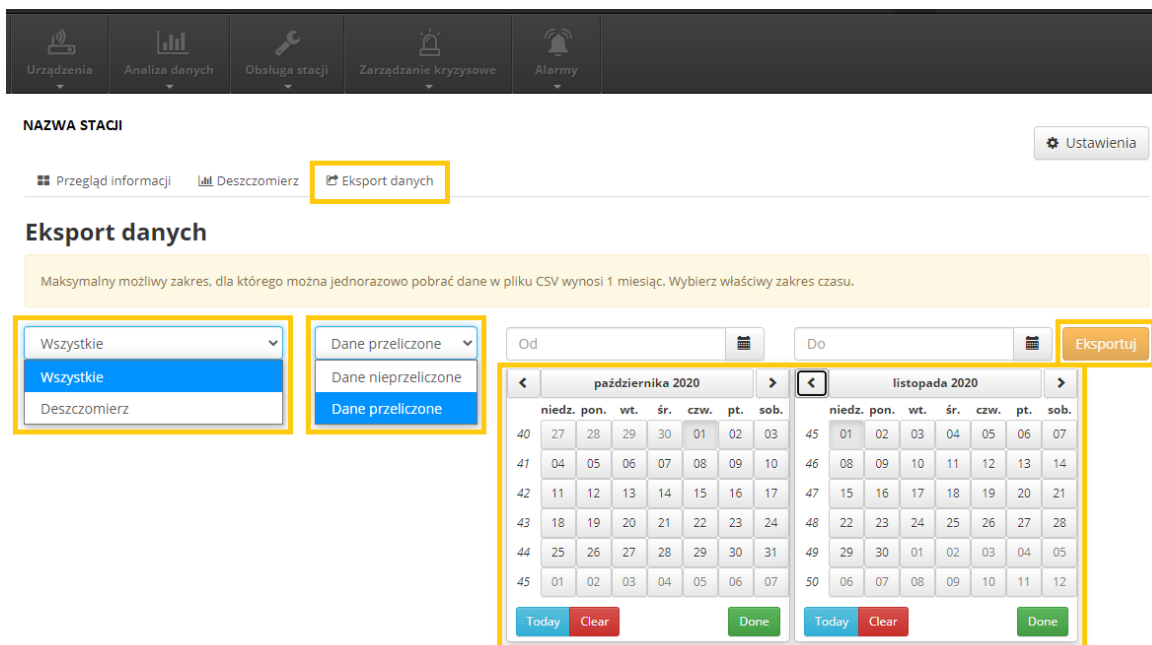 Urządzenia Analiza danych Obsługa stacji Zarządzanie kryzysowe Alarmy
NAZWA STACJI
Ustawienia
Przegląd informacji Deszczomierz Eksport danych
Eksport danych
Maksymalny możliwy zakres, dla którego można jednorazowo pobrać dane w pliku CSV wynosi 1 miesiąc. Wybierz właściwy zakres czasu.
Wszystkie Dane przeliczone Od Do Eksportuj
Wszystkie
Deszczomierz
Dane nieprzeliczone
Dane przeliczone
październik 2020
niedz. pon. wt. śr. czw. pt. sob.
40 27 28 29 30 01 02 03
41 04 05 06 07 08 09 10
42 11 12 13 14 15 16 17
43 18 19 20 21 22 23 24
44 25 26 27 28 29 30 31
45 01 02 03 04 05 06 07
Today Clear Done
listopada 2020
niedz. pon. wt. śr. czw. pt. sob.
45 01 02 03 04 05 06 07
46 08 09 10 11 12 13 14
47 15 16 17 18 19 20 21
48 22 23 24 25 26 27 28
49 29 30 01 02 03 04 05
50 06 07 08 09 10 11 12
Today Clear Done